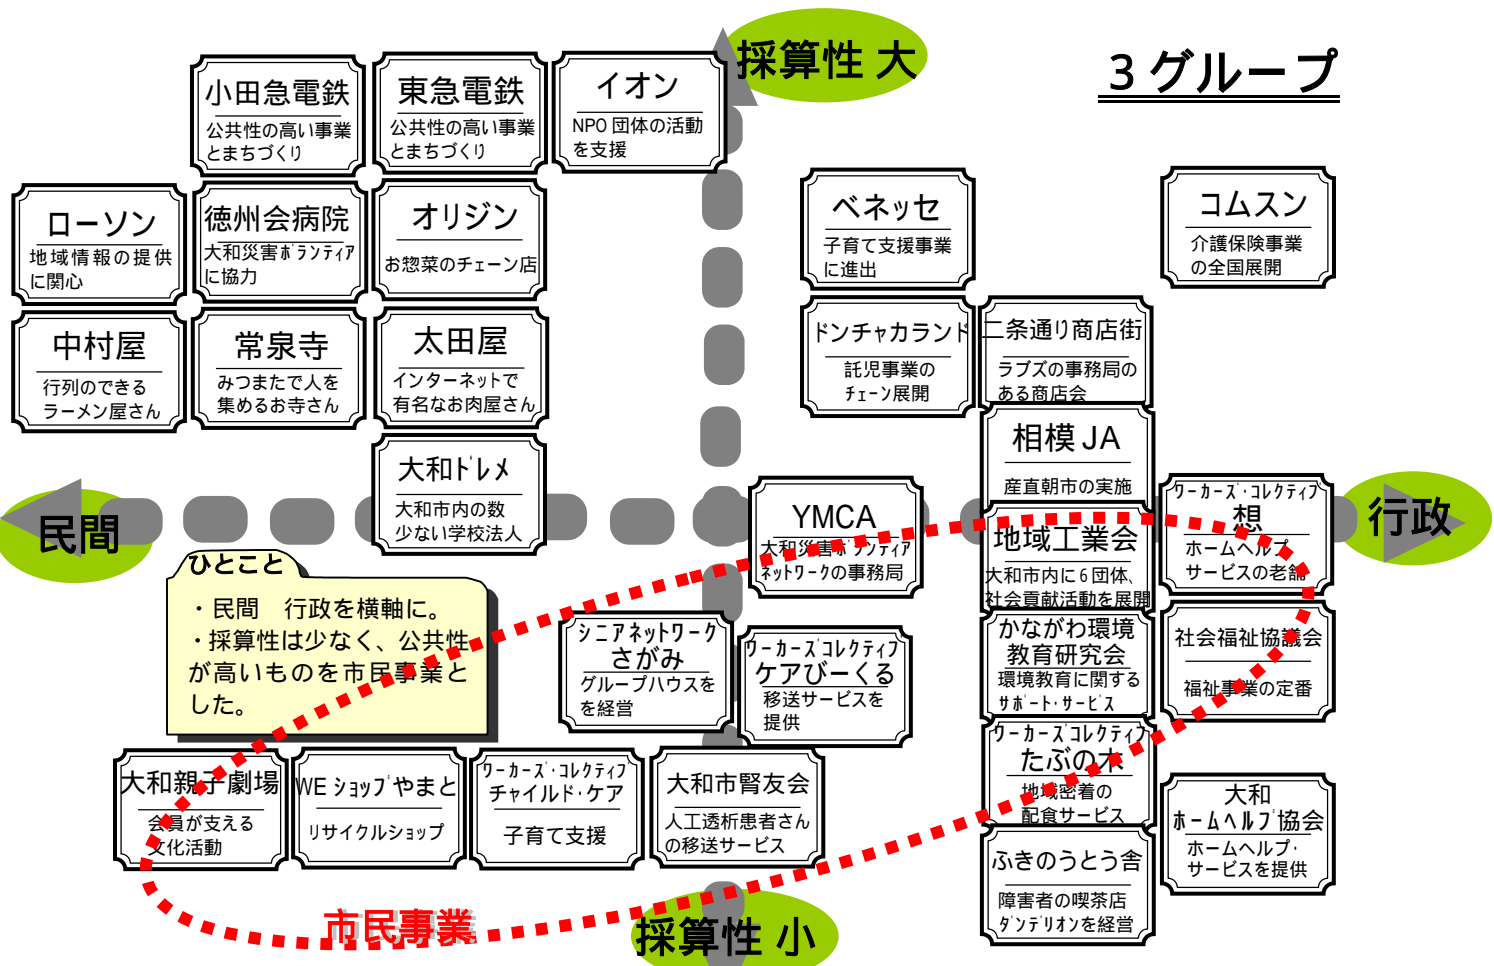 採算性 大
3グループ
小田急電鉄
公共性の高い事業
とまちづくり
東急電鉄
公共性の高い事業
とまちづくり
イオン
NPO 団体の活動
を支援
ローソン
地域情報の提供
に関心
徳州会病院
大和災害ボランティア
に協力
オリジン
お惣菜のチェーン店
ベネッセ
子育て支援事業
に進出
コムスン
介護保険事業
の全国展開
中村屋
行列のできる
ラーメン屋さん
常泉寺
みつまたで人を
集めるお寺さん
太田屋
インターネットで
有名なお肉屋さん
ドンチャカランド
託児事業の
チェーン展開
二条通り商店街
ラブズの事務局の
ある商店会
大和ドレメ
大和市内の数
少ない学校法人
相模 JA
産直朝市の実施
民間
YMCA
大和災害ボランティア
ネットワークの事務局
地域工業会
大和市内に6団体、
社会貢献活動を展開
ワーカーズ・コレクティブ
想
ホームヘルプ
サービスの老舗
行政
ひとこと
・民間　行政を横軸に。
・採算性は少なく、公共性
が高いものを市民事業と
した。
シニアネットワーク
さがみ
グループハウスを
を経営
ワーカーズコレクティブ
ケアびーくる
移送サービスを
提供
かながわ環境
教育研究会
環境教育に関する
サポート・サービス
社会福祉協議会
福祉事業の定番
大和親子劇場
会員が支える
文化活動
WE ショップやまと
リサイクルショップ
ワーカーズ・コレクティブ
チャイルド・ケア
子育て支援
大和市腎友会
人工透析患者さん
の移送サービス
ワーカーズコレクティブ
たぶの木
地域密着の
配食サービス
大和
ホームヘルプ協会
ホームヘルプ・
サービスを提供
ふきのうとう舎
障害者の喫茶店
ダンデリオンを経営
市民事業
採算性 小